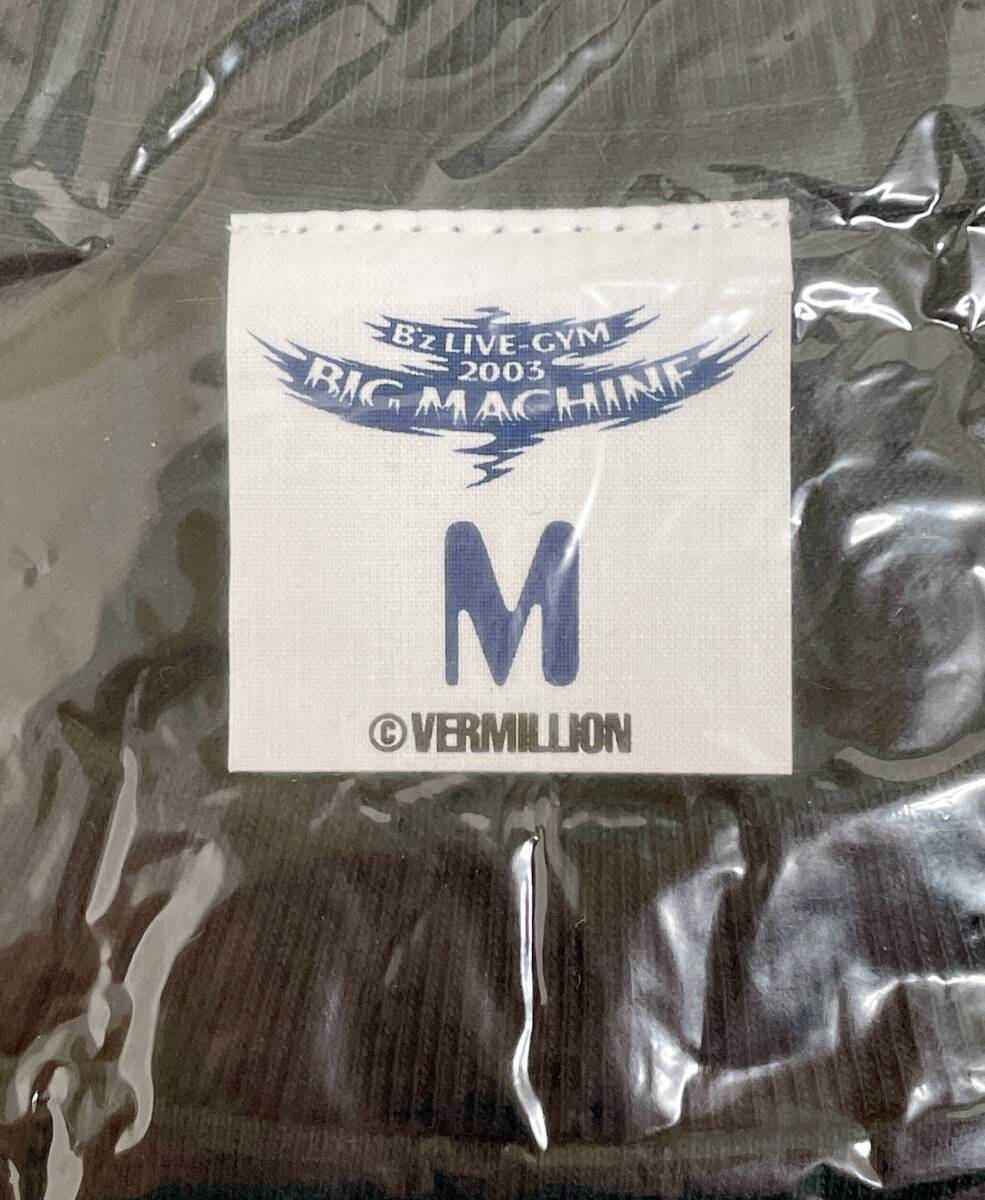 B'z LIVE-GYM
2003
BIG MACHINE
M
© VERMILLION